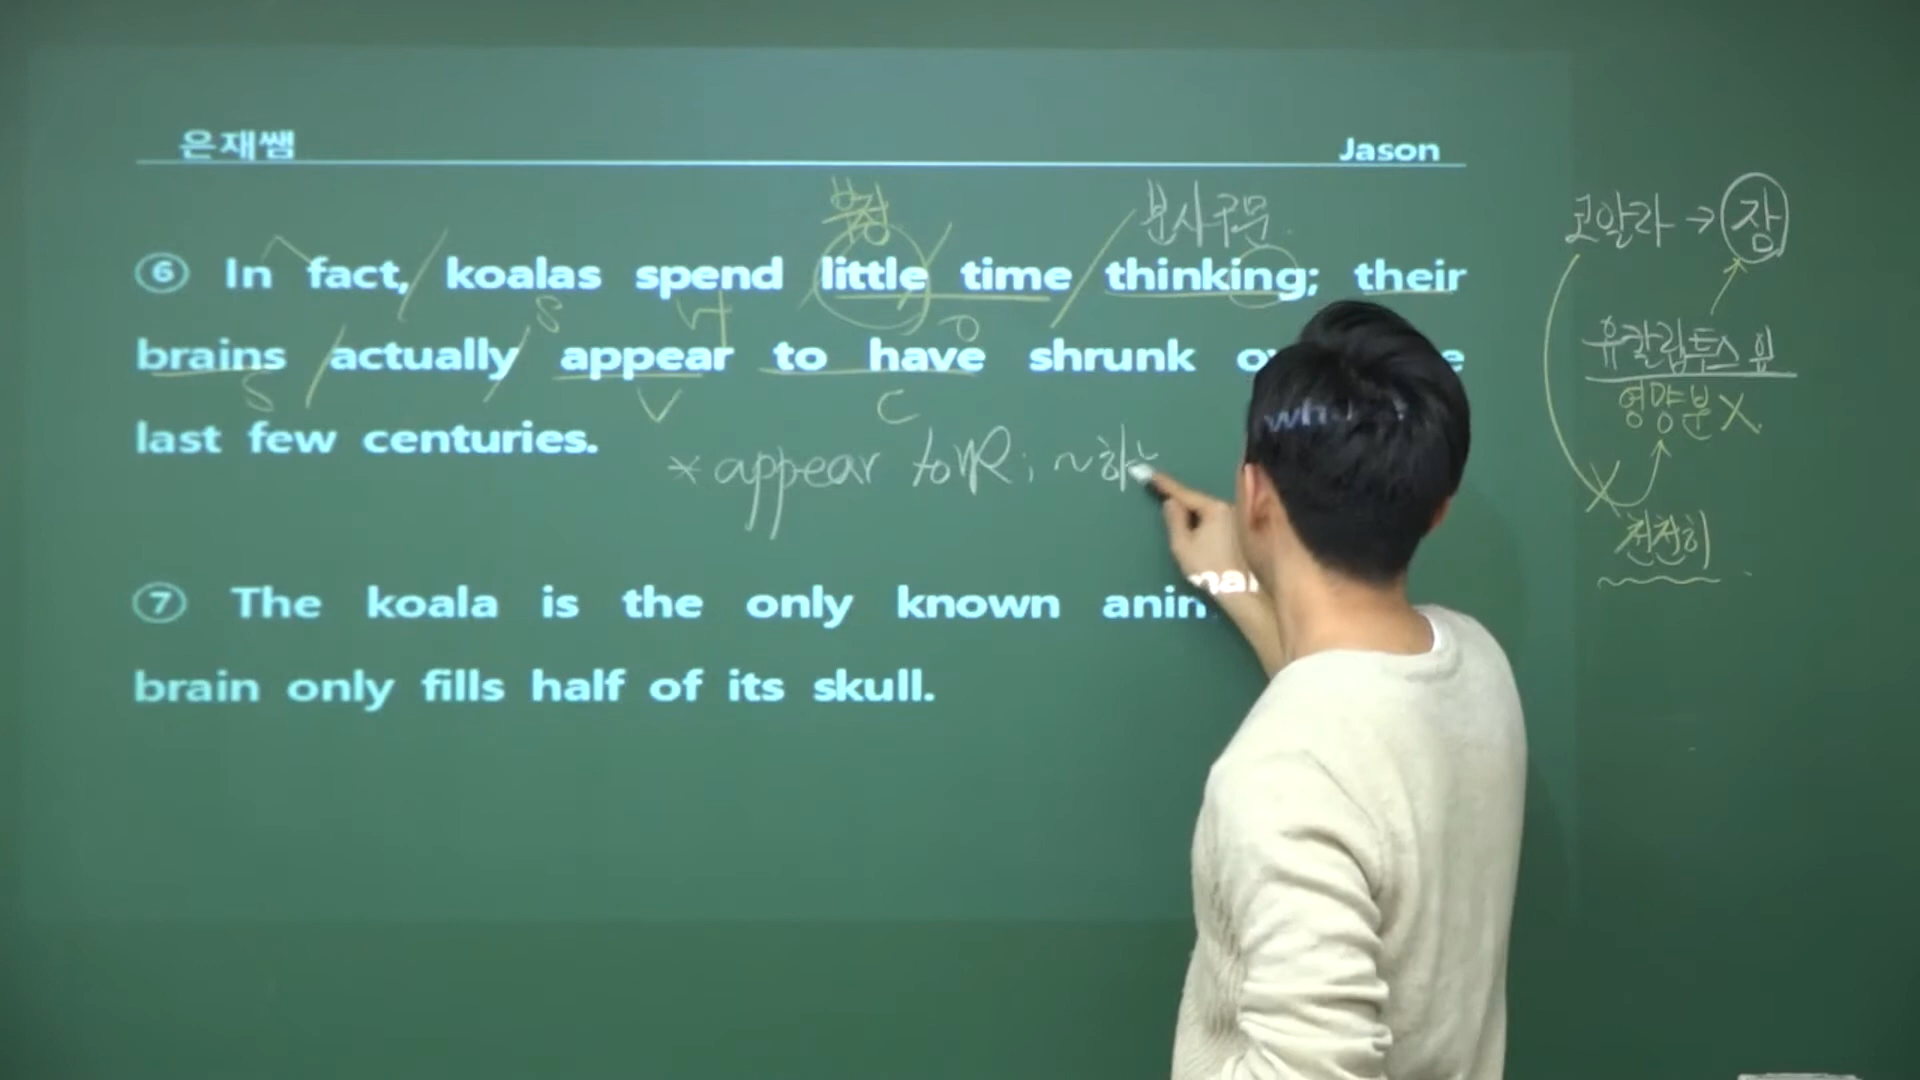 은재쌤 Jason
부정 분사구문
⑥ In fact, koalas spend little time thinking; their
S V O
brains actually appear to have shrunk
S V C
last few centuries.
* appear to R ; ~하
⑦ The koala is the only known
brain only fills half of its skull.
코알라 → 잠
유칼립투스 잎
영양분 X
천천히